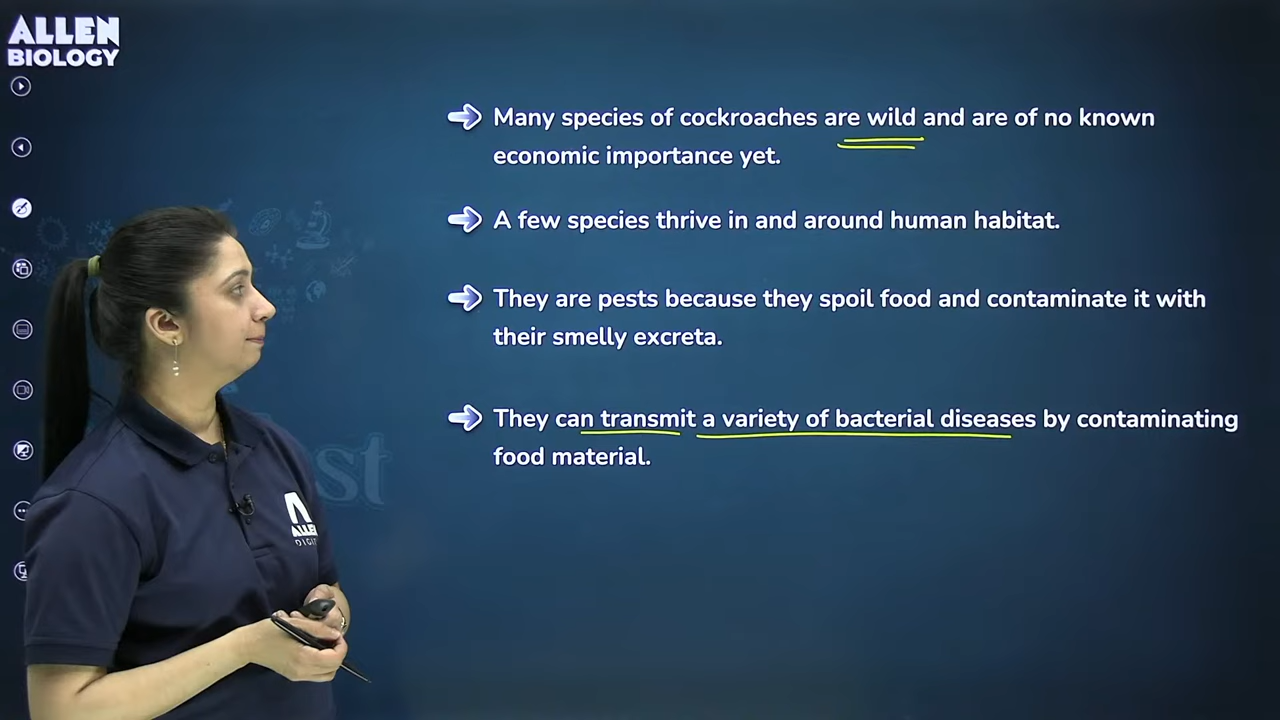 ALLEN
BIOLOGY
Many species of cockroaches are wild and are of no known
economic importance yet.
A few species thrive in and around human habitat.
They are pests because they spoil food and contaminate it with
their smelly excreta.
They can transmit a variety of bacterial diseases by contaminating
food material.
st
ALLEN